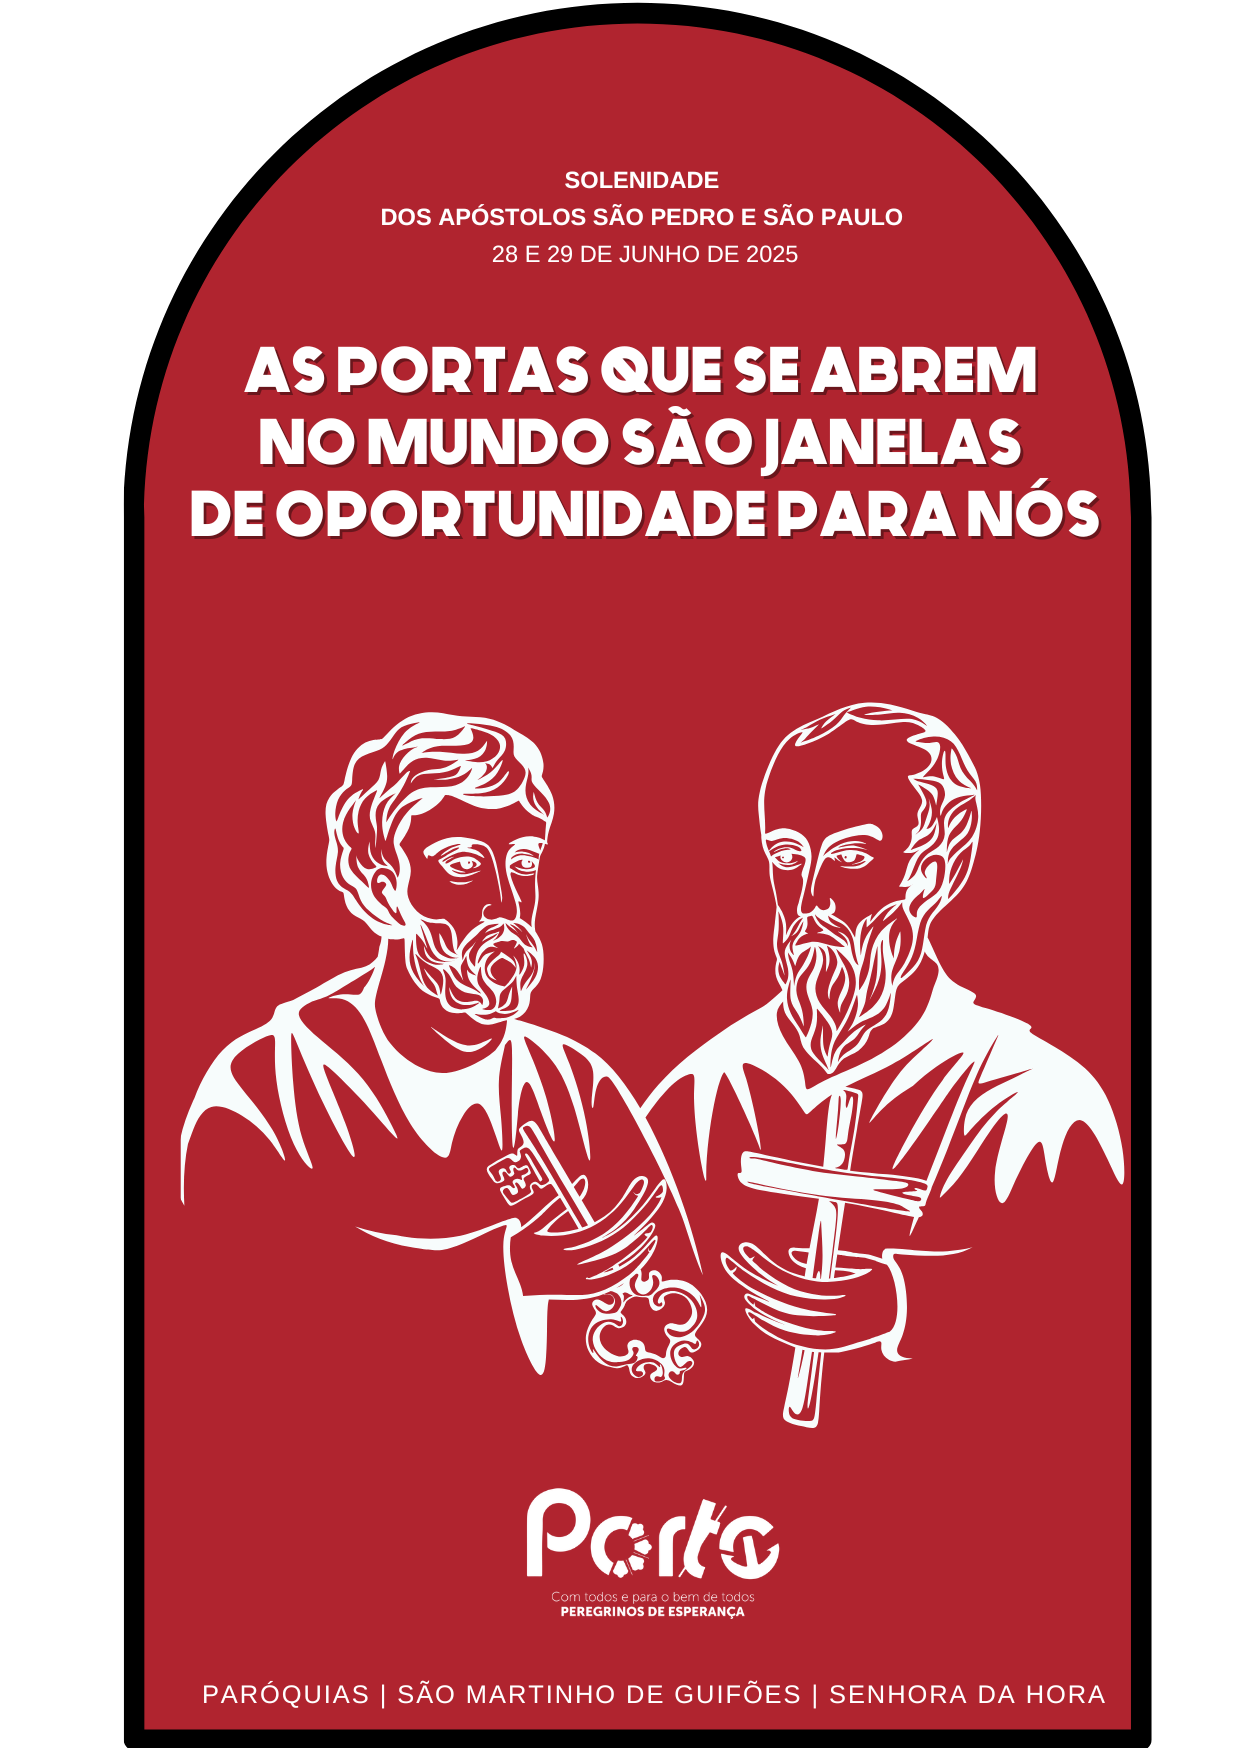 SOLENIDADE
DOS APÓSTOLOS SÃO PEDRO E SÃO PAULO
28 E 29 DE JUNHO DE 2025
AS PORTAS QUE SE ABREM
NO MUNDO SÃO JANELAS
DE OPORTUNIDADE PARA NÓS
Porto
Com todos e para o bem de todos
PEREGRINOS DE ESPERANÇA
PARÓQUIAS | SÃO MARTINHO DE GUIFÕES | SENHORA DA HORA